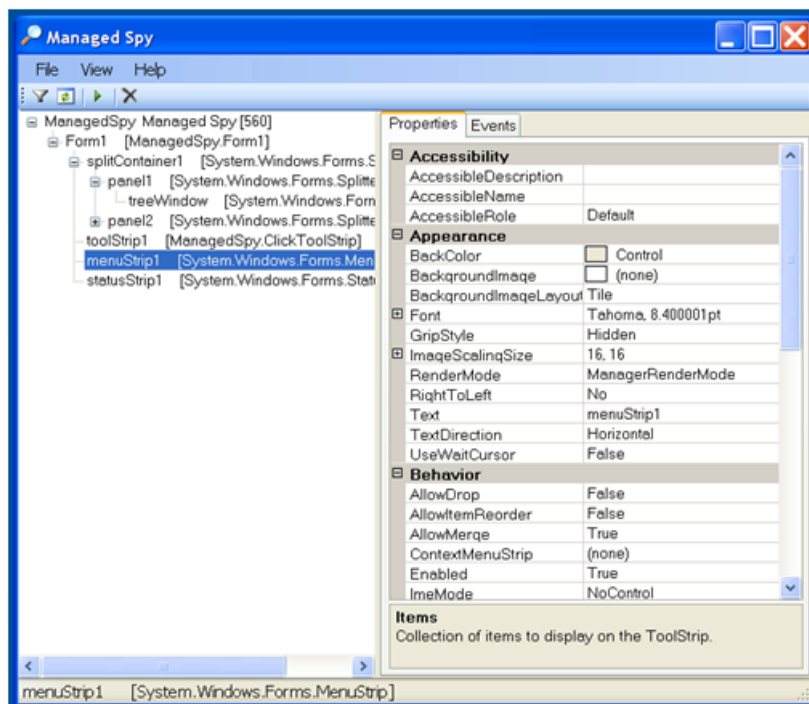 Managed Spy
File View Help
ManagedSpy Managed Spy [560]
Form1 [ManagedSpy.Form1]
splitContainer1 [System.Windows.Forms.S
panel1 [System.Windows.Forms.Splitte
treeWindow [System.Windows.Forn
panel2 [System.Windows.Forms.Splitte
toolStrip1 [ManagedSpy.ClickToolStrip]
menuStrip1 [System.Windows.Forms.Men
statusStrip1 [System.Windows.Forms.Stat
Properties Events
Accessibility
AccessibleDescription
AccessibleName
AccessibleRole Default
Appearance
BackColor Control
BackgroundImage (none)
BackgroundImageLayout Tile
Font Tahoma, 8.400001pt
GripStyle Hidden
ImageScalingSize 16, 16
RenderMode ManagerRenderMode
RightToLeft No
Text menuStrip1
TextDirection Horizontal
UseWaitCursor False
Behavior
AllowDrop False
AllowItemReorder False
AllowMerge True
ContextMenuStrip (none)
Enabled True
ImeMode NoControl
Items
Collection of items to display on the ToolStrip.
menuStrip1 [System.Windows.Forms.MenuStrip]